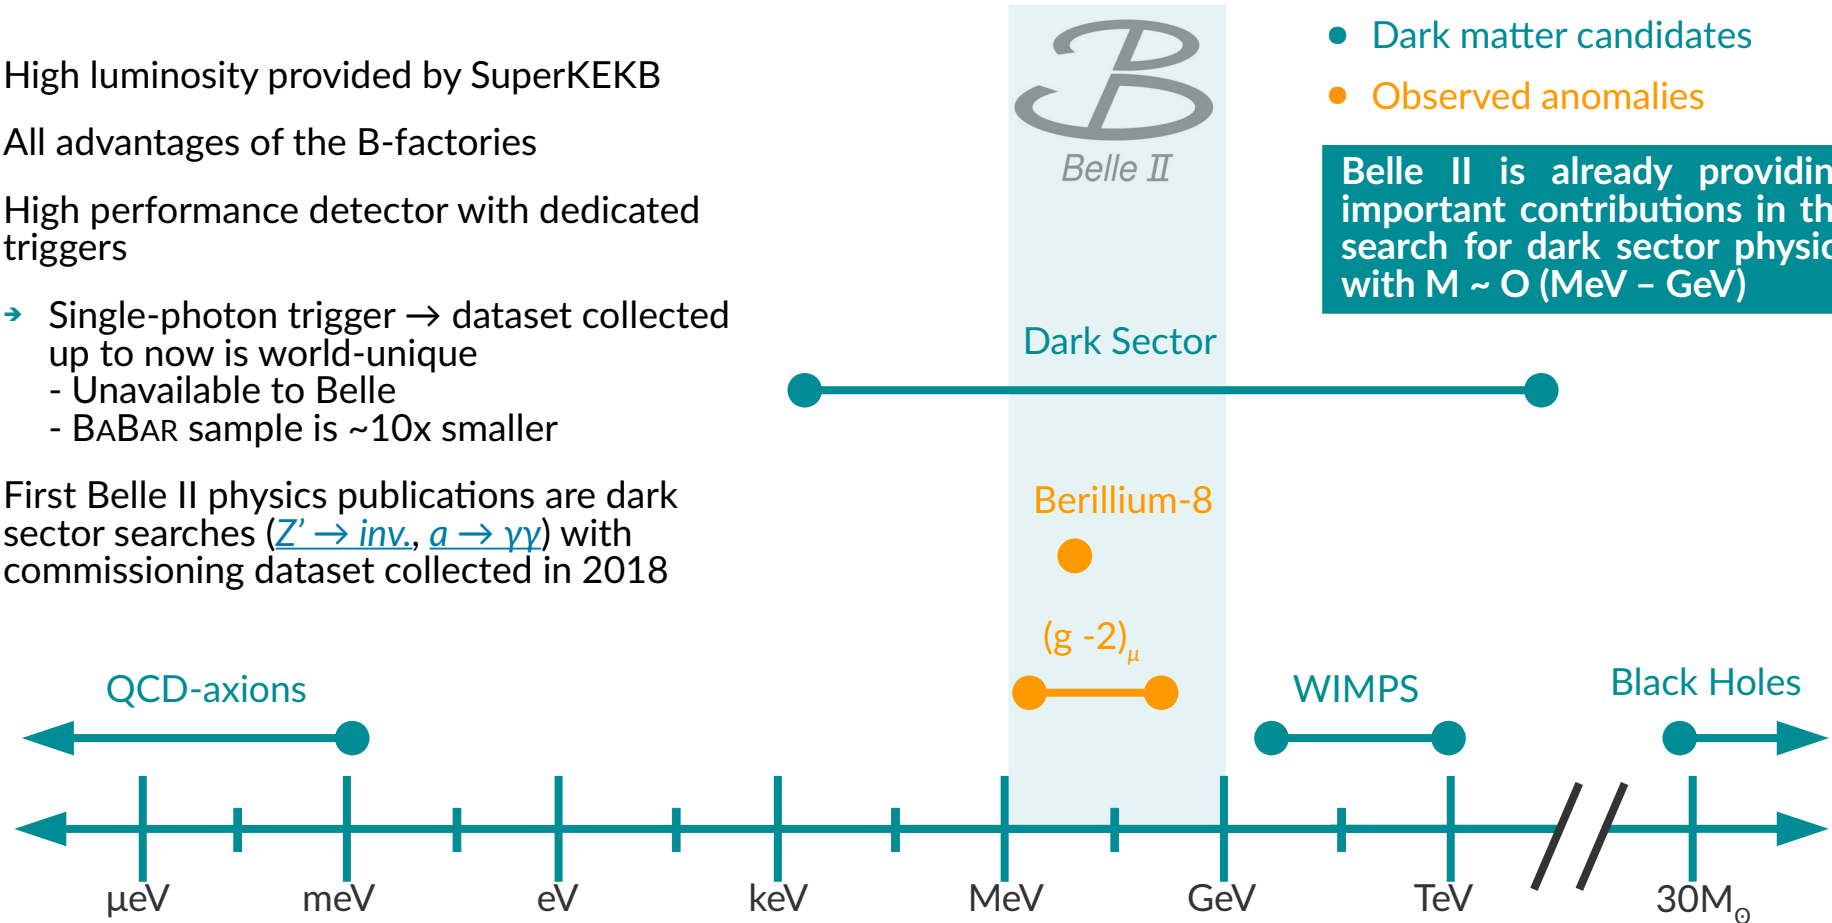 High luminosity provided by SuperKEKB
All advantages of the B-factories
High performance detector with dedicated
triggers
➔ Single-photon trigger → dataset collected
up to now is world-unique
- Unavailable to Belle
- BABAR sample is ~10x smaller
First Belle II physics publications are dark
sector searches (Z’ → inv., a → γγ) with
commissioning dataset collected in 2018
Belle II
• Dark matter candidates
• Observed anomalies
Belle II is already providin
important contributions in th
search for dark sector physic
with M ~ O (MeV – GeV)
Dark Sector
Berillium-8
(g -2)μ
QCD-axions
WIMPS
Black Holes
μeV meV eV keV MeV GeV TeV 30M⊙